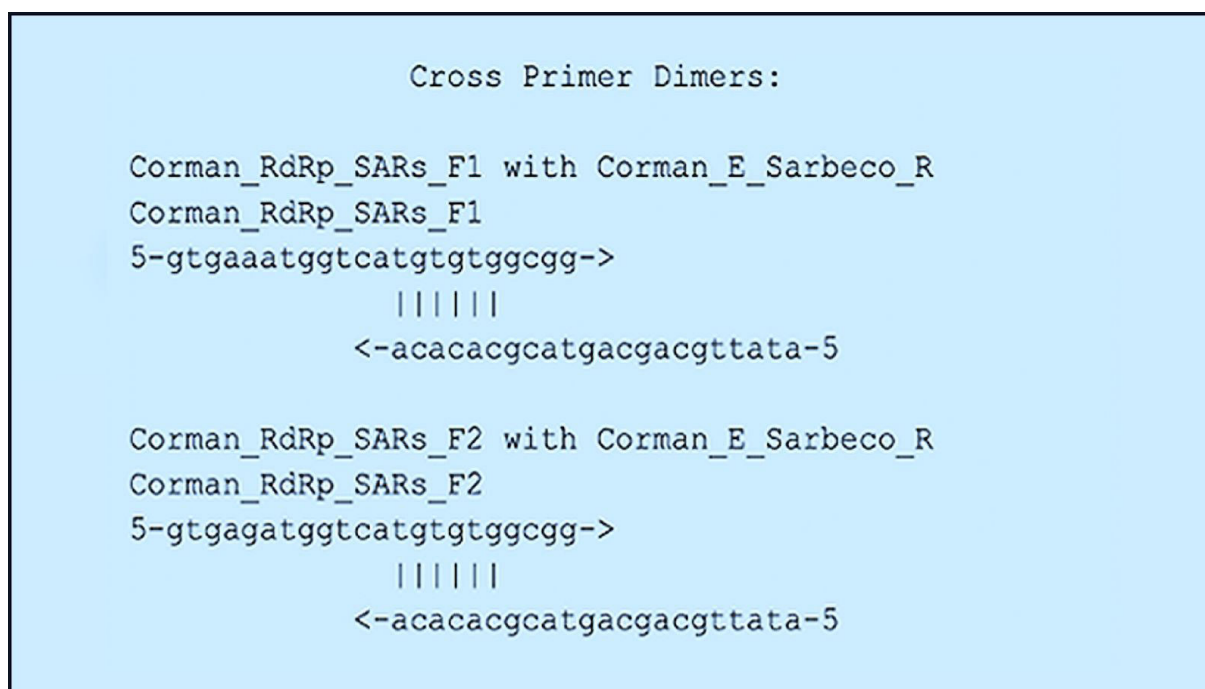 Cross Primer Dimers:
Corman_RdRp_SARs_F1 with Corman_E_Sarbeco_R
Corman_RdRp_SARs_F1
5-gtgaaatggtcatgtgtggcgg->
||||||
<-acacacgcatgacgacgttata-5
Corman_RdRp_SARs_F2 with Corman_E_Sarbeco_R
Corman_RdRp_SARs_F2
5-gtgagatggtcatgtgtggcgg->
||||||
<-acacacgcatgacgacgttata-5